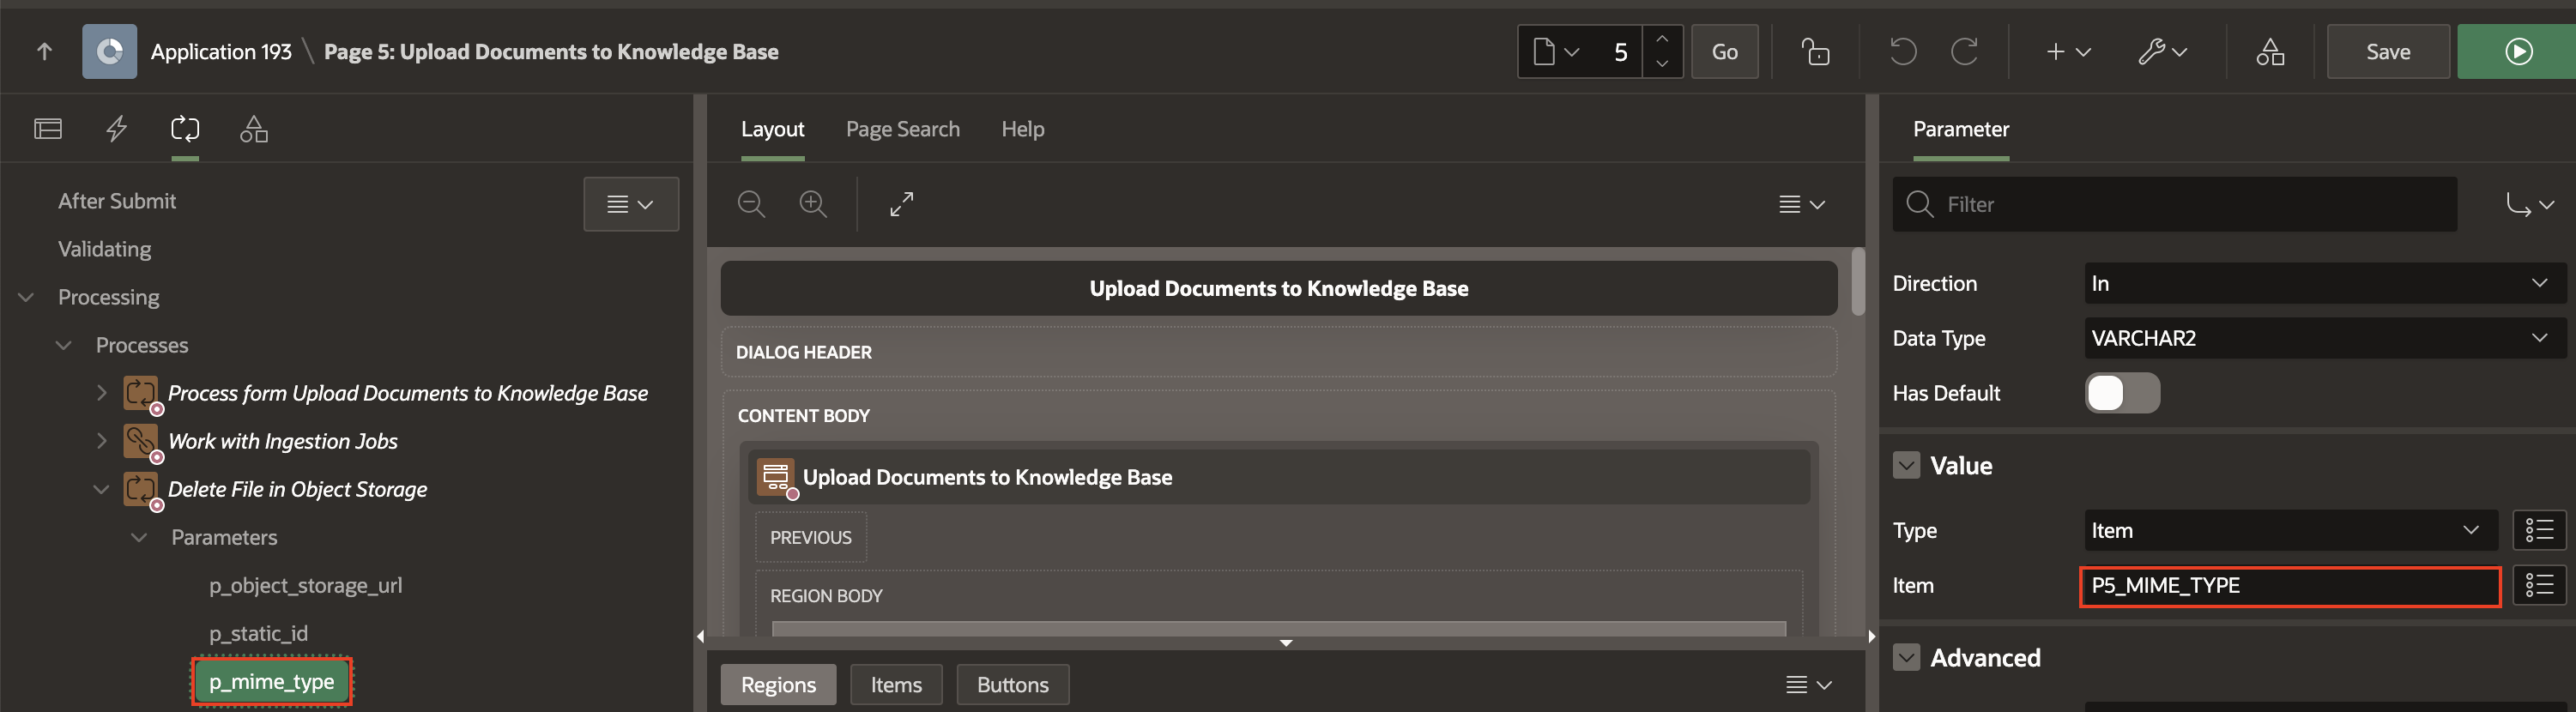 Application 193 \ Page 5: Upload Documents to Knowledge Base
5
Go
Save
After Submit
Validating
Processing
Processes
Process form Upload Documents to Knowledge Base
Work with Ingestion Jobs
Delete File in Object Storage
Parameters
p_object_storage_url
p_static_id
p_mime_type
Layout Page Search Help
Upload Documents to Knowledge Base
DIALOG HEADER
CONTENT BODY
Upload Documents to Knowledge Base
PREVIOUS
REGION BODY
Regions Items Buttons
Parameter
Filter
Direction In
Data Type VARCHAR2
Has Default
Value
Type Item
Item P5_MIME_TYPE
Advanced